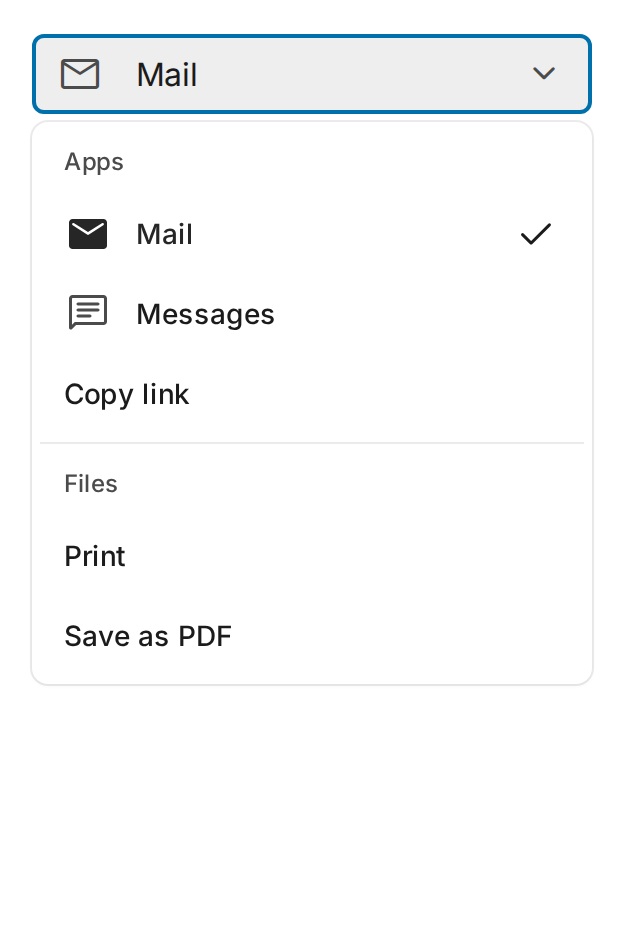 Mail
Apps
Mail
Messages
Copy link
Files
Print
Save as PDF